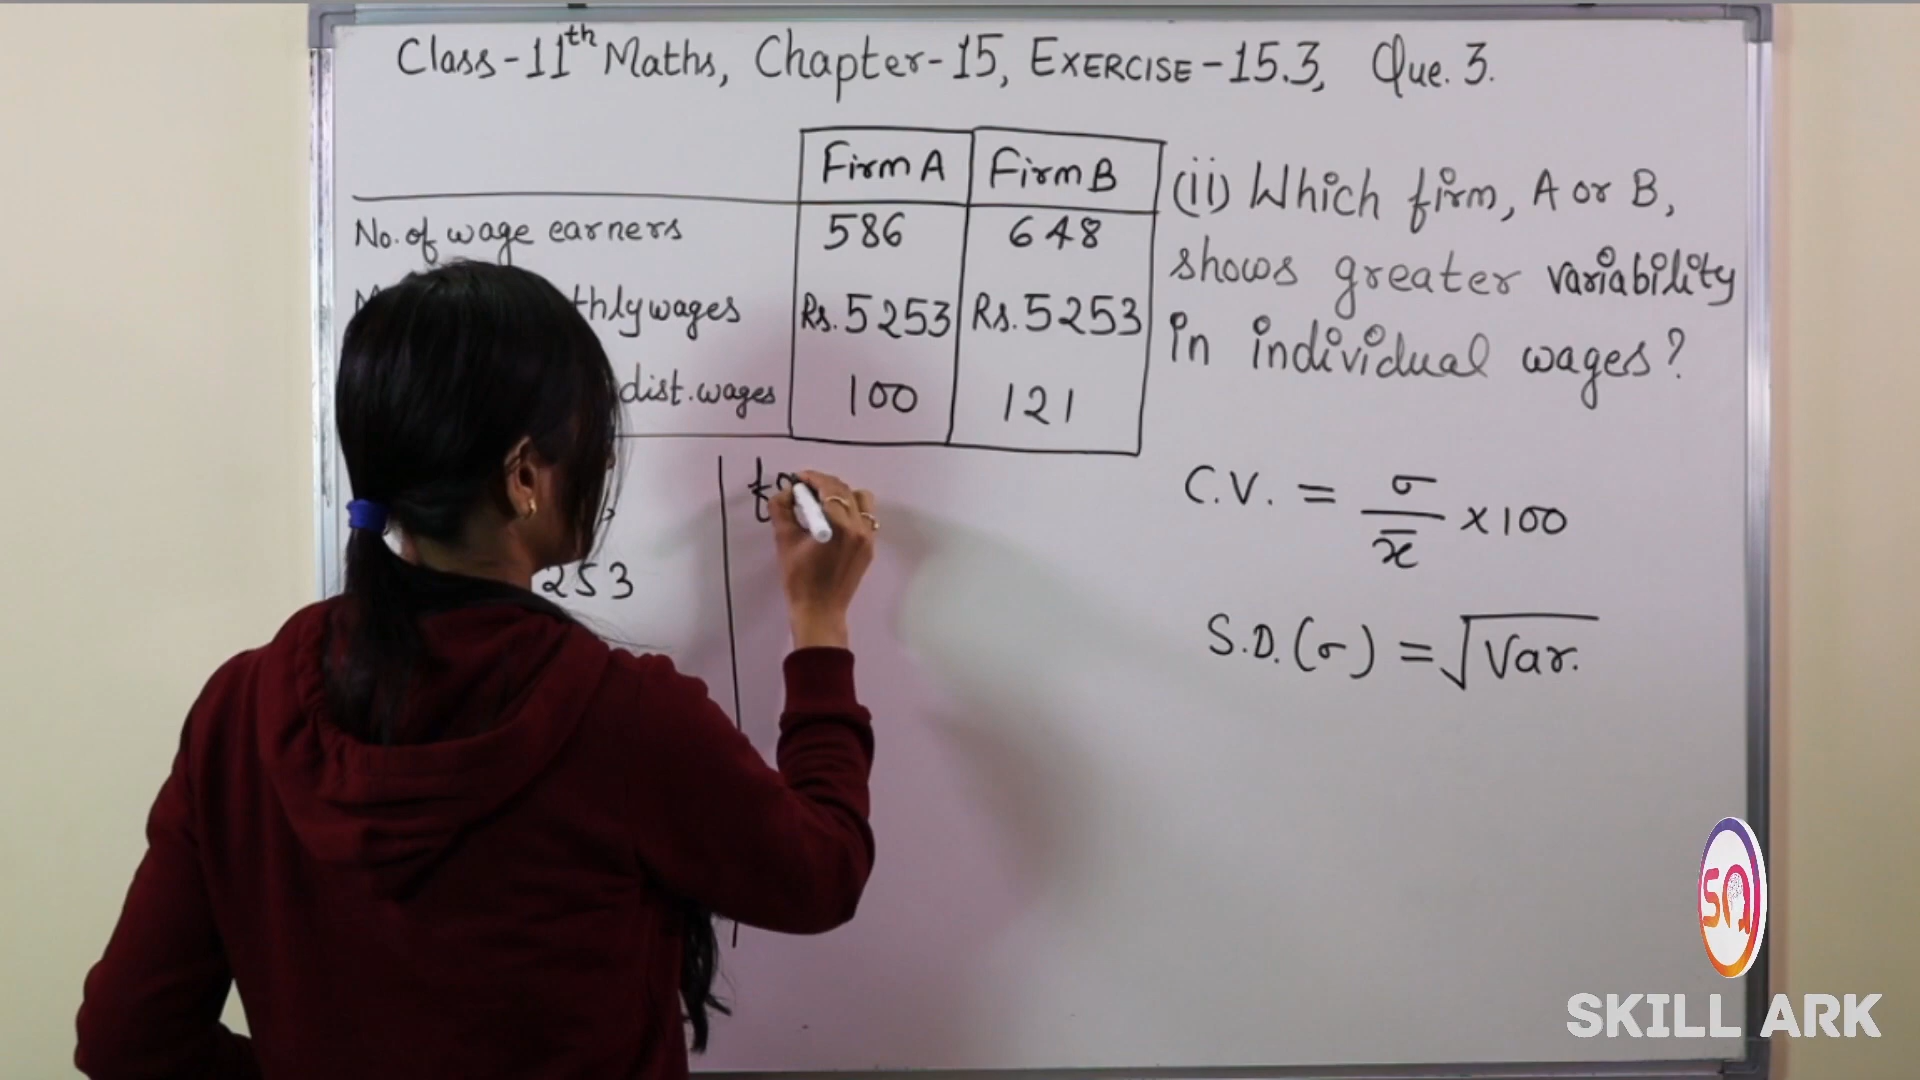 Class-11th Maths, Chapter-15, EXERCISE-15.3, Que. 3.
Firm A Firm B
No. of wage earners 586 648
thly wages Rs. 5253 Rs. 5253
dist. wages 100 121
(ii) Which firm, A or B,
shows greater variability
in individual wages?
253
C.V. = σ/x̄ × 100
S.D. (σ) = √Var.
SKILL ARK